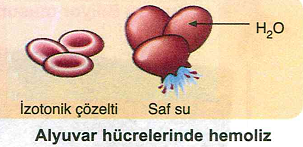 H₂O
İzotonik çözelti Saf su
Alyuvar hücrelerinde hemoliz